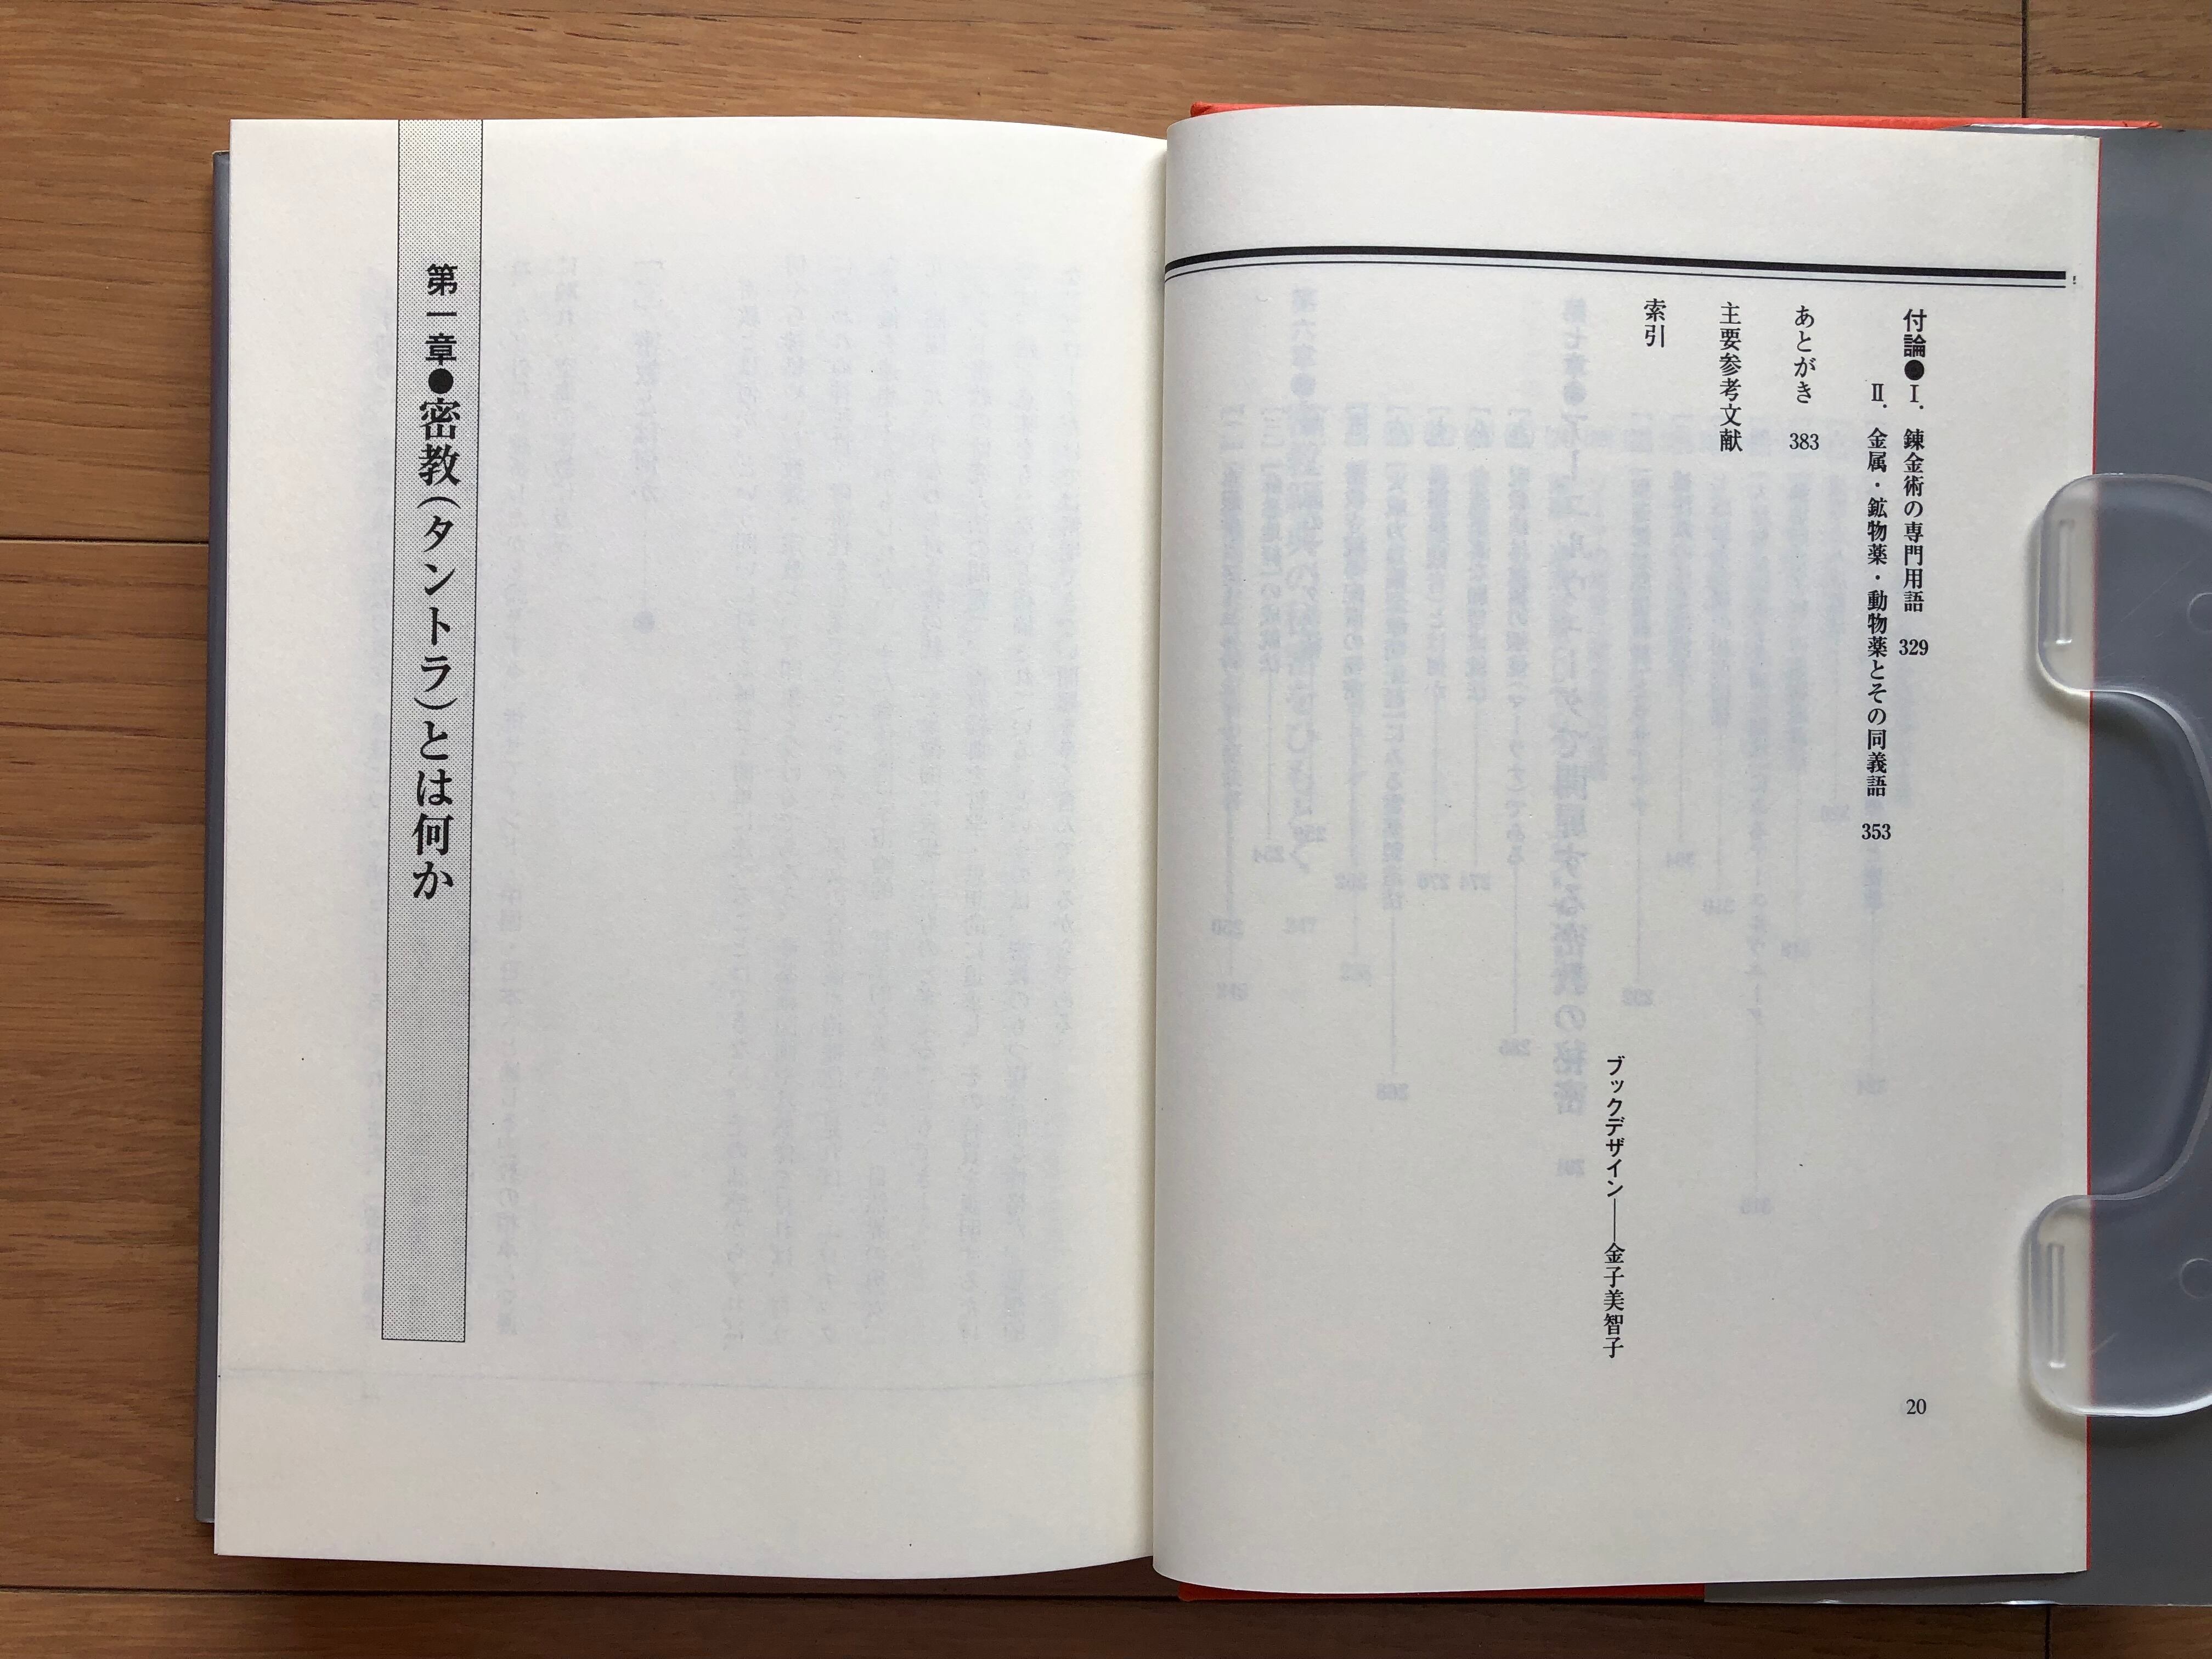 付論●Ⅰ. 錬金術の専門用語 329
Ⅱ. 金属・鉱物薬・動物薬とその同義語 353
あとがき 383
主要参考文献
索引
ブックデザイン——金子美智子
20
第一章●密教(タントラ)とは何か